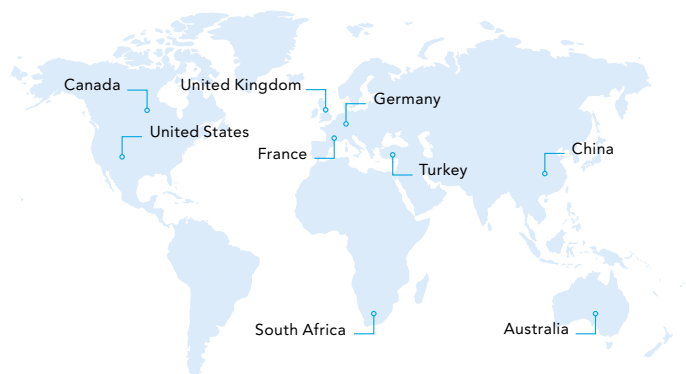 Canada
United Kingdom
Germany
United States
France
China
Turkey
South Africa
Australia